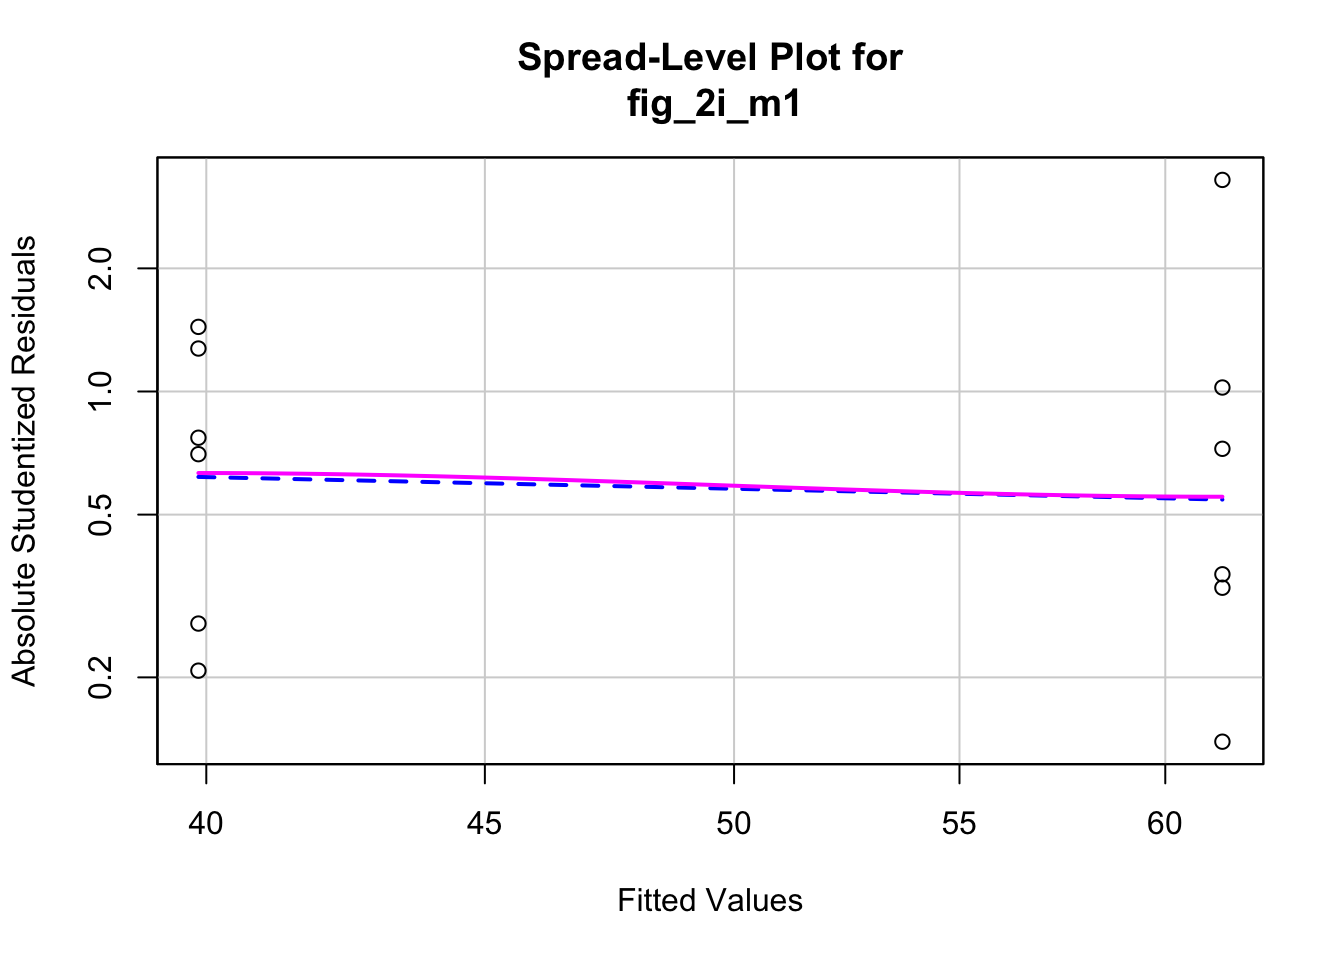 Spread-Level Plot for
fig_2i_m1
Absolute Studentized Residuals
2.0
1.0
0.5
0.2
40 45 50 55 60
Fitted Values